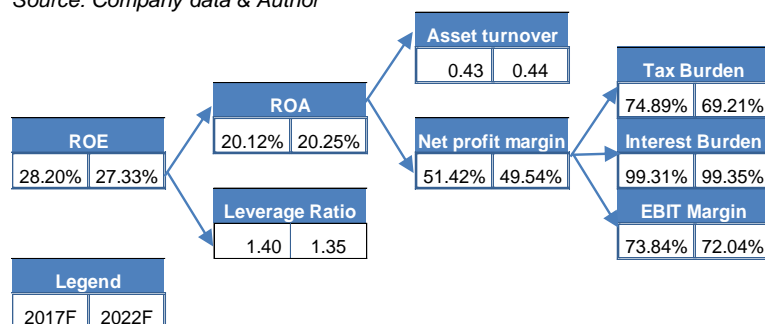 Source: Company data & Author
Asset turnover
0.43 0.44
Tax Burden
74.89% 69.21%
ROA
20.12% 20.25%
ROE
28.20% 27.33%
Net profit margin
51.42% 49.54%
Interest Burden
99.31% 99.35%
Leverage Ratio
1.40 1.35
EBIT Margin
73.84% 72.04%
Legend
2017F 2022F